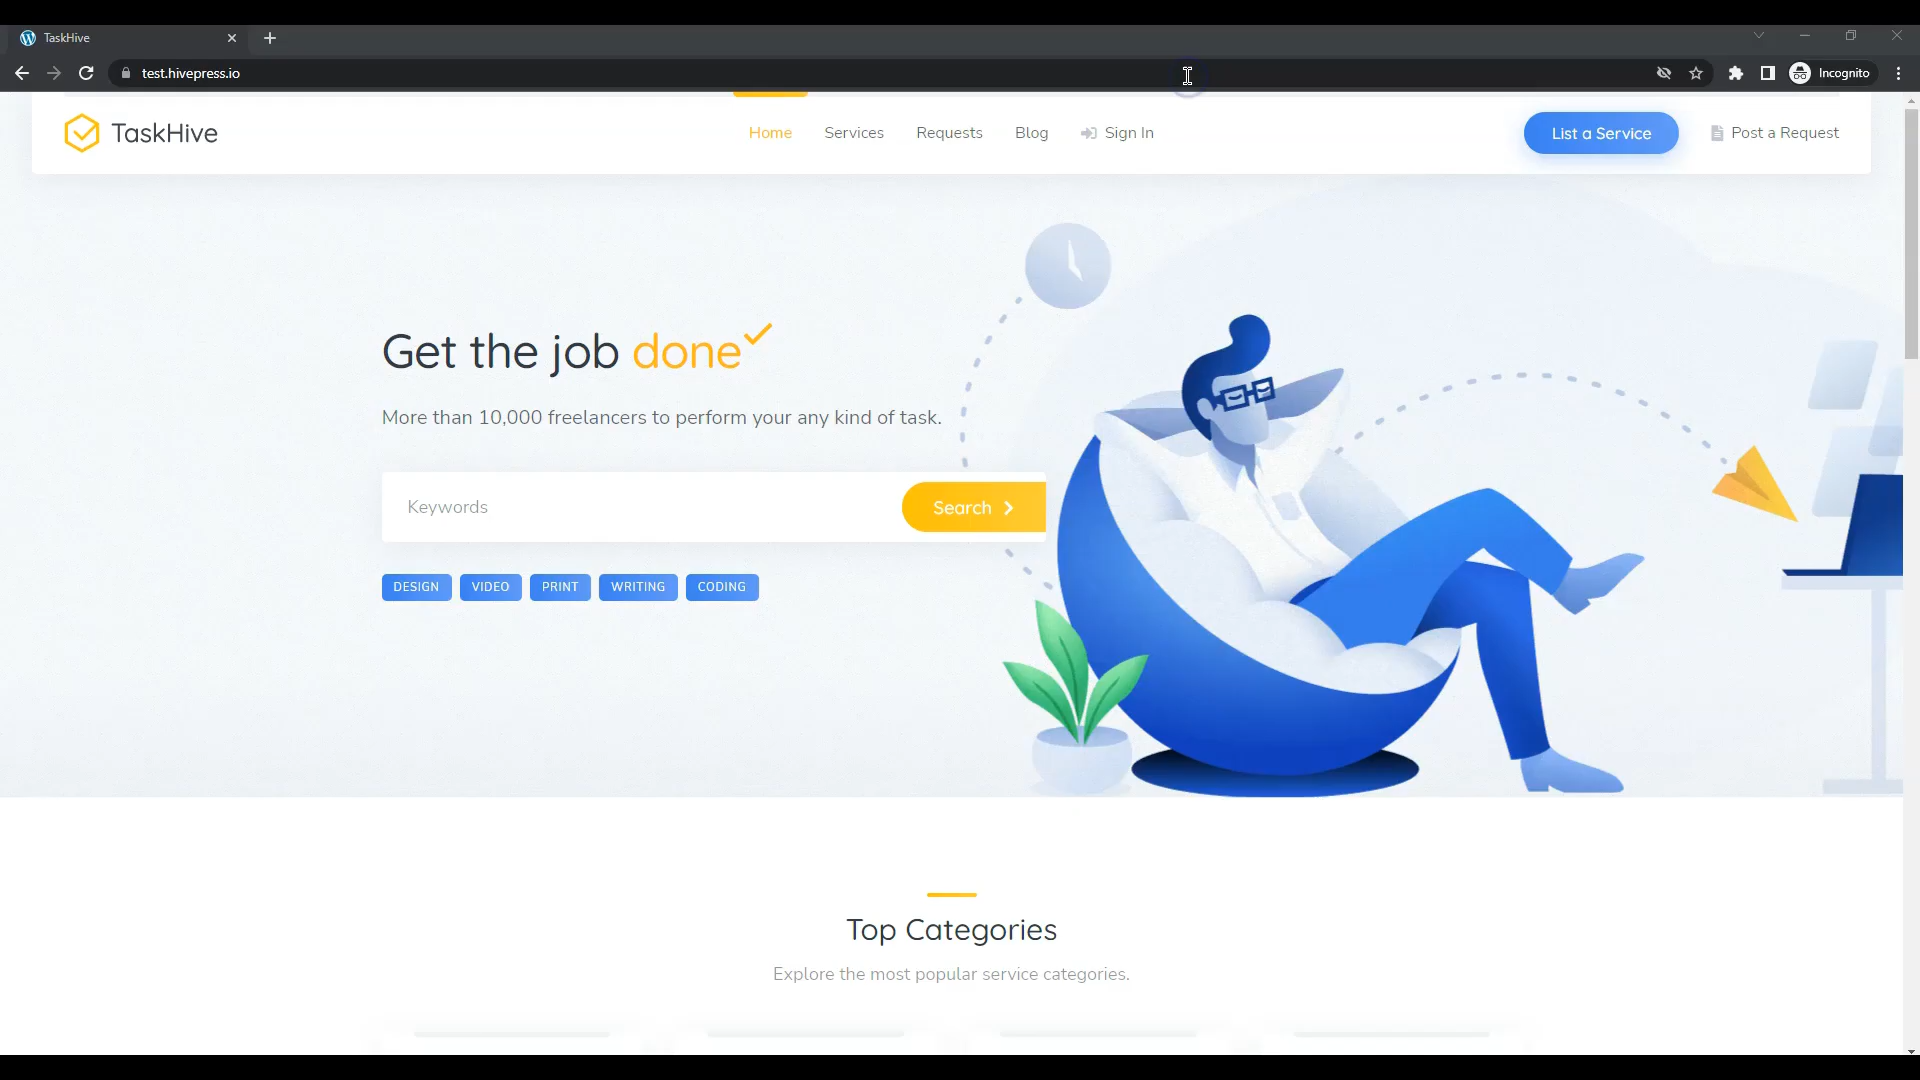 TaskHive
test.hivepress.io
Incognito
TaskHive
Home
Services
Requests
Blog
Sign In
List a Service
Post a Request
Get the job done
More than 10,000 freelancers to perform your any kind of task.
Keywords
Search
DESIGN
VIDEO
PRINT
WRITING
CODING
Top Categories
Explore the most popular service categories.